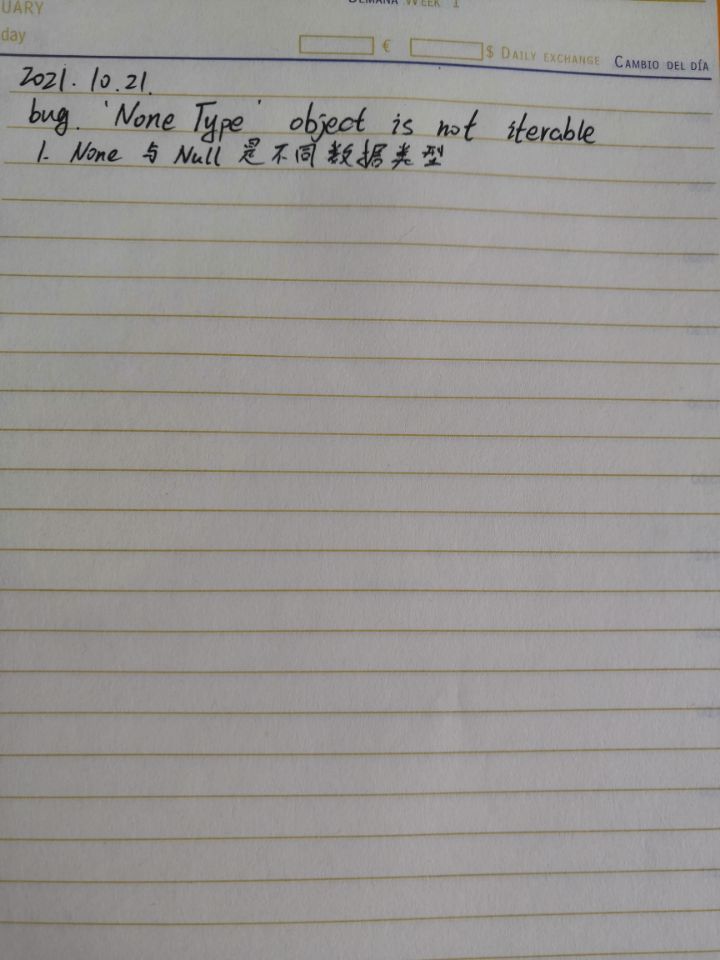 UARY
SEMANA WEEK 1
day
€ $ DAILY EXCHANGE CAMBIO DEL DÍA
2021.10.21.
bug. 'None Type' object is not iterable
1. None 与 Null 是不同数据类型